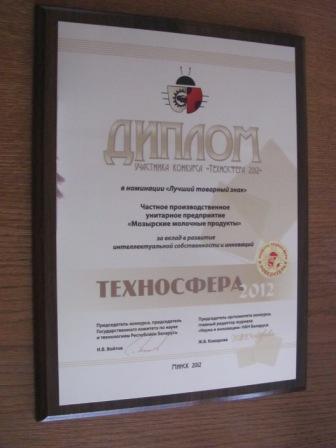 ДИПЛОМ
УЧАСТНИКА КОНКУРСА «ТЕХНОСФЕРА 2012»
в номинации «Лучший товарный знак»
Частное производственное
унитарное предприятие
«Мозырские молочные продукты»
за вклад в развитие
интеллектуальной собственности и инноваций
ТЕХНОСФЕРА
2012
Председатель конкурса, председатель
Государственного комитета по науке
и технологиям Республики Беларусь
И.В. Войтов
Председатель оргкомитета конкурса,
главный редактор журнала
«Наука и инновации» НАН Беларуси
Ж.В. Комарова
МИНСК 2012